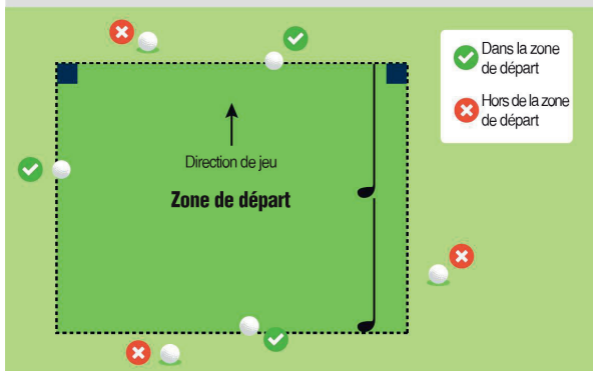 Dans la zone
de départ
Hors de la zone
de départ
Direction de jeu
Zone de départ